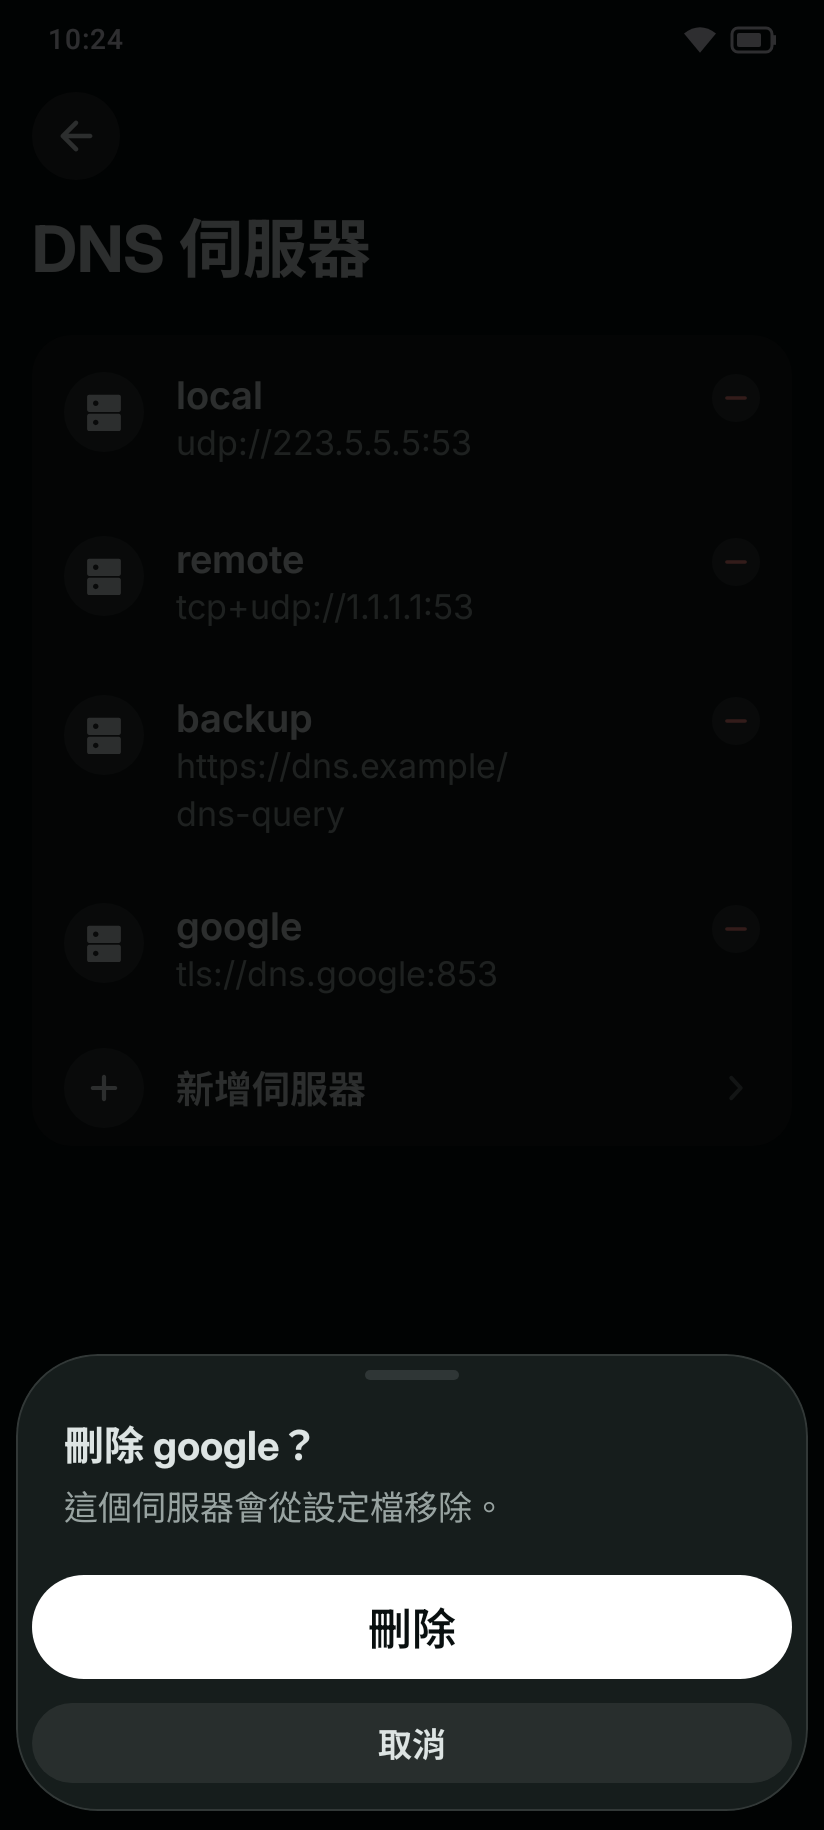 10:24
DNS 伺服器
local
udp://223.5.5.5:53
remote
tcp+udp://1.1.1.1:53
backup
https://dns.example/
dns-query
google
tls://dns.google:853
新增伺服器
刪除 google？
這個伺服器會從設定檔移除。
刪除
取消